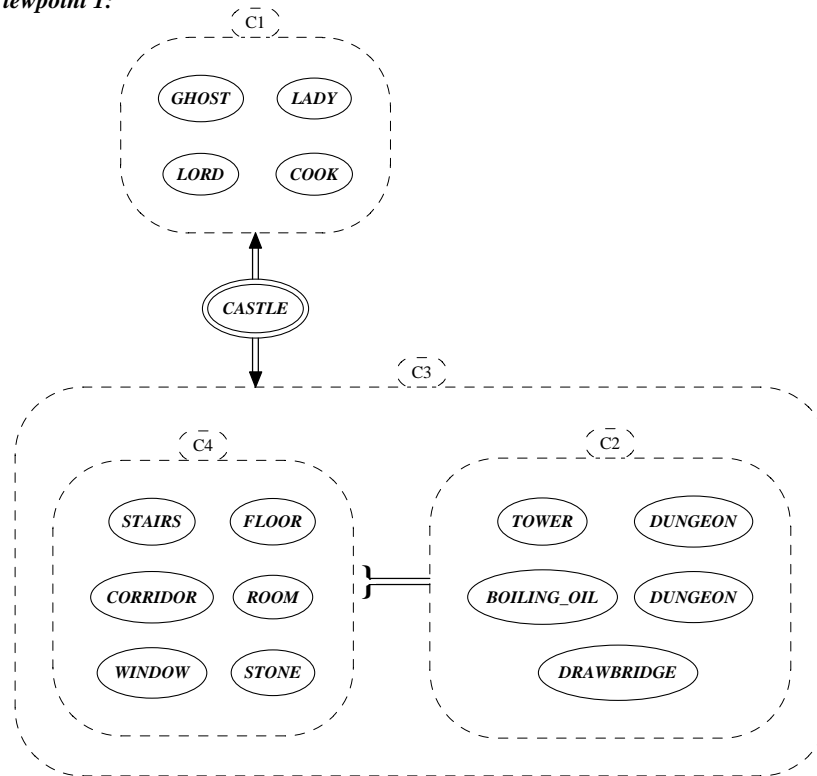 iewpoint 1:
C1
GHOST LADY
LORD COOK
CASTLE
C3
C4 C2
STAIRS FLOOR TOWER DUNGEON
CORRIDOR ROOM BOILING_OIL DUNGEON
WINDOW STONE DRAWBRIDGE